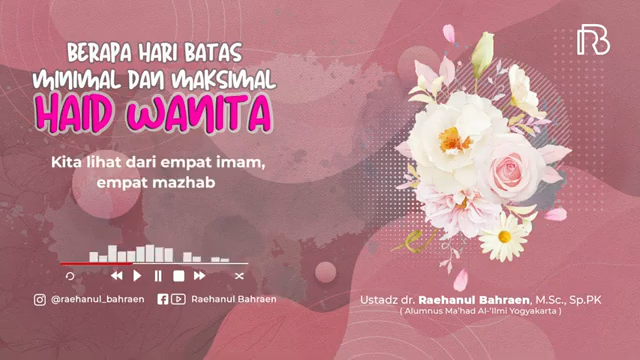 BERAPA HARI BATAS
MINIMAL DAN MAKSIMAL
HAID WANITA
Kita lihat dari empat imam,
empat mazhab
@raehanul_bahraen
Raehanul Bahraen
Ustadz dr. Raehanul Bahraen, M.Sc., Sp.PK
( Alumnus Ma'had Al-'Ilmi Yogyakarta )
RB